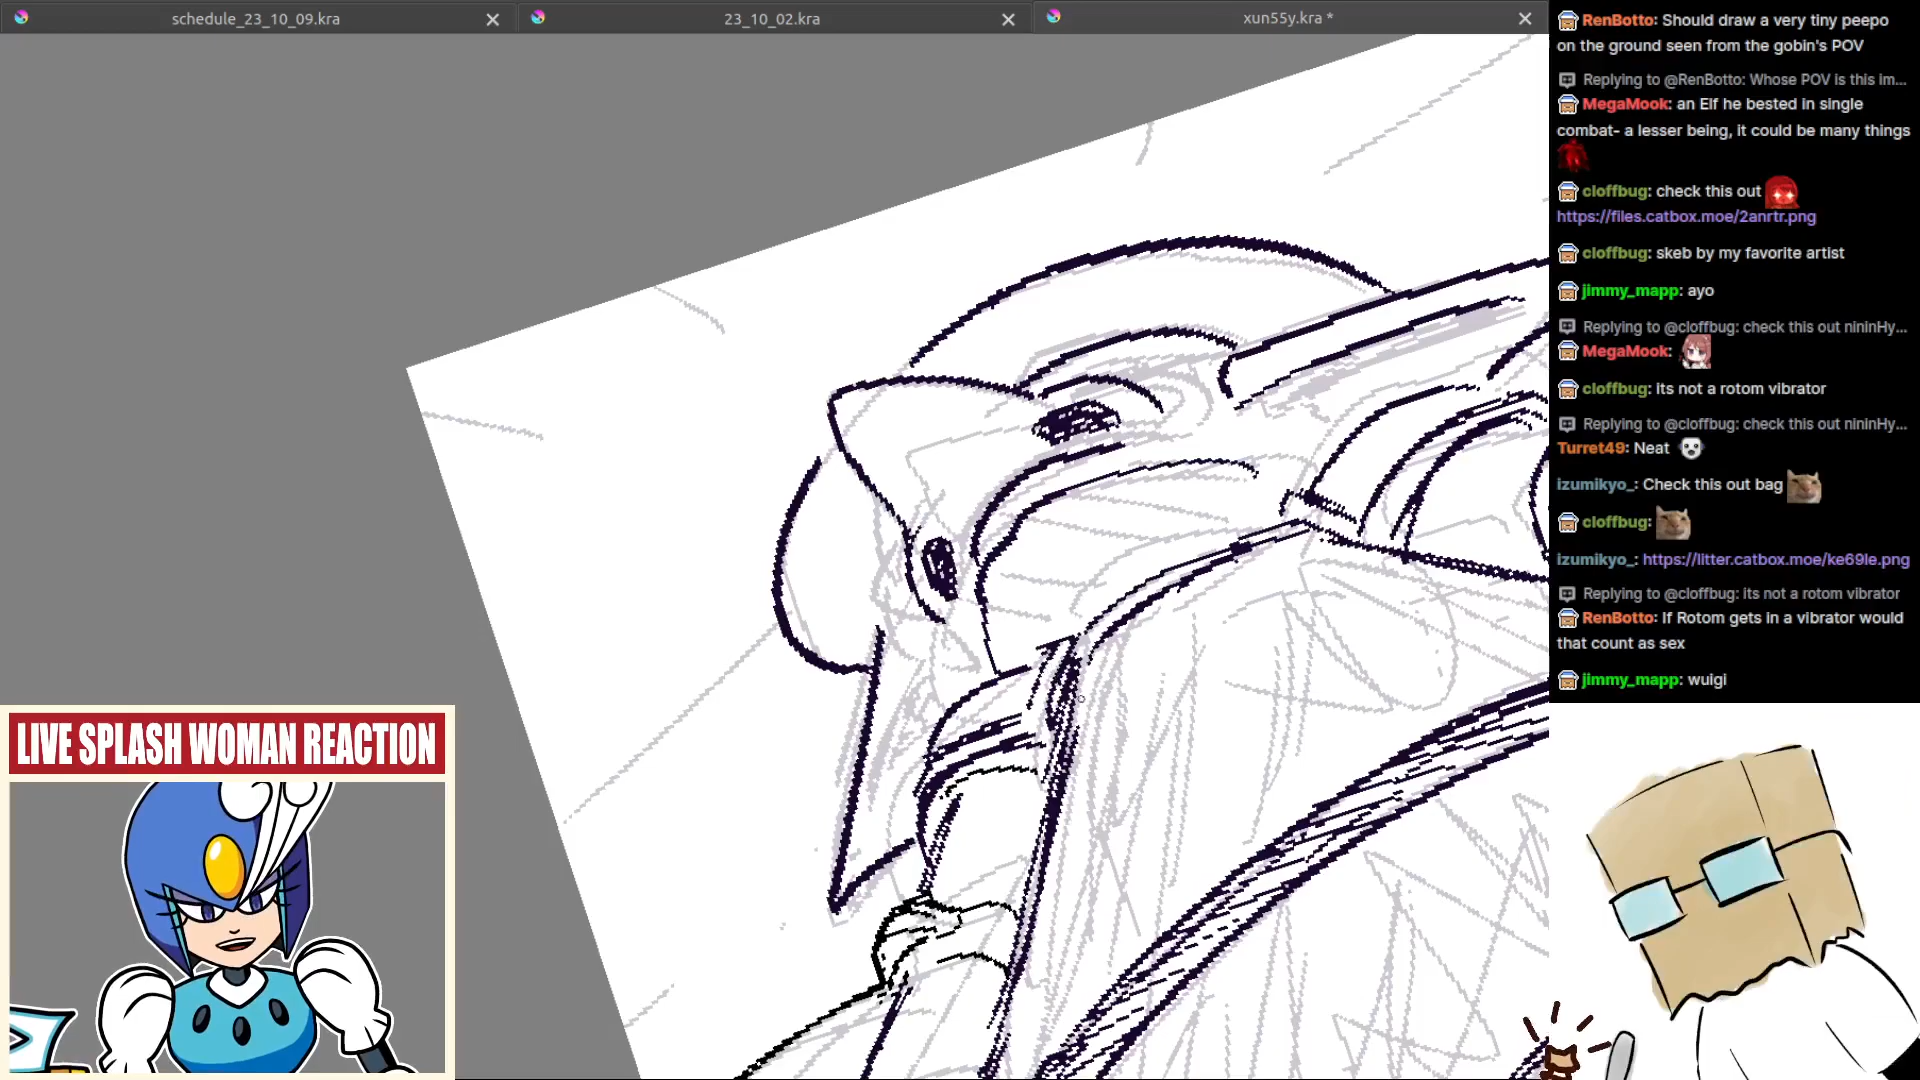 schedule_23_10_09.kra
23_10_02.kra
xun55y.kra *
RenBotto: Should draw a very tiny peepo
on the ground seen from the gobin's POV
Replying to @RenBotto: Whose POV is this im...
MegaMook: an Elf he bested in single
combat- a lesser being, it could be many things
cloffbug: check this out
https://files.catbox.moe/2anrtr.png
cloffbug: skeb by my favorite artist
jimmy_mapp: ayo
Replying to @cloffbug: check this out nininHy...
MegaMook:
cloffbug: its not a rotom vibrator
Replying to @cloffbug: check this out nininHy...
Turret49: Neat
izumikyo_: Check this out bag
cloffbug:
izumikyo_: https://litter.catbox.moe/ke69le.png
Replying to @cloffbug: its not a rotom vibrator
RenBotto: If Rotom gets in a vibrator would
that count as sex
jimmy_mapp: wuigi
LIVE SPLASH WOMAN REACTION